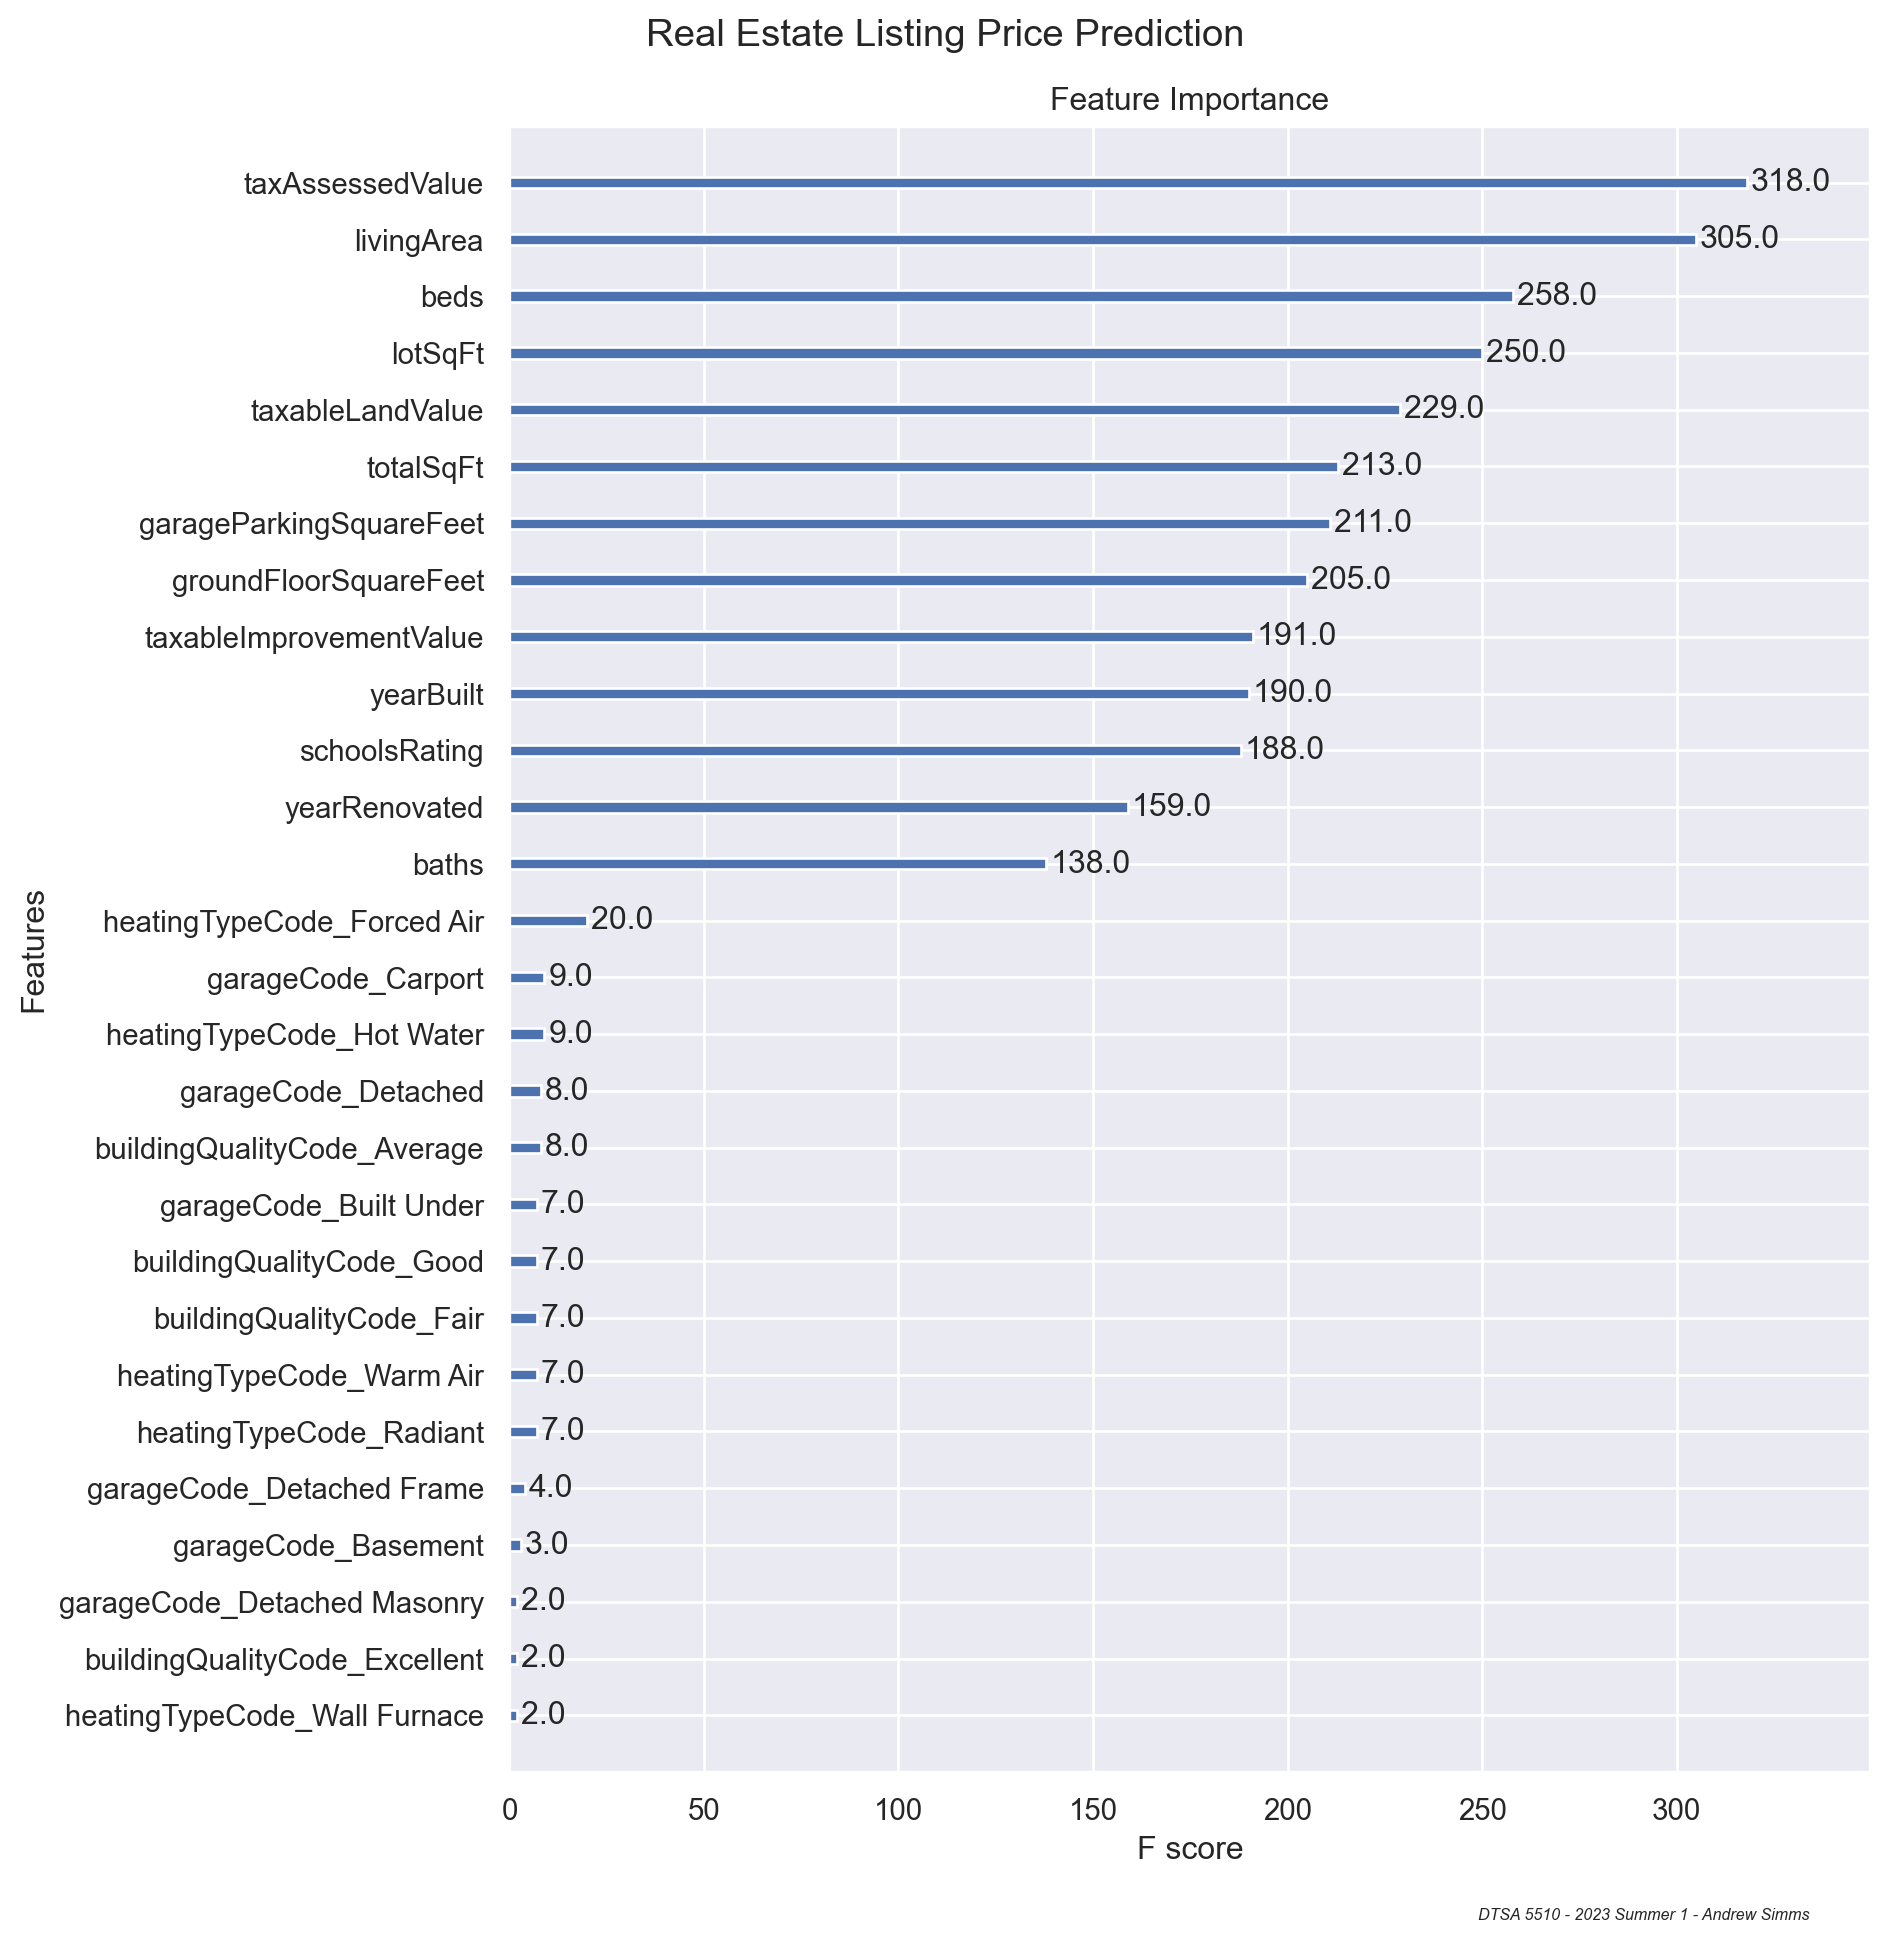 Real Estate Listing Price Prediction
Feature Importance
taxAssessedValue 318.0
livingArea 305.0
beds 258.0
lotSqFt 250.0
taxableLandValue 229.0
totalSqFt 213.0
garageParkingSquareFeet 211.0
groundFloorSquareFeet 205.0
taxableImprovementValue 191.0
yearBuilt 190.0
schoolsRating 188.0
yearRenovated 159.0
baths 138.0
heatingTypeCode_Forced Air 20.0
garageCode_Carport 9.0
heatingTypeCode_Hot Water 9.0
garageCode_Detached 8.0
buildingQualityCode_Average 8.0
garageCode_Built Under 7.0
buildingQualityCode_Good 7.0
buildingQualityCode_Fair 7.0
heatingTypeCode_Warm Air 7.0
heatingTypeCode_Radiant 7.0
garageCode_Detached Frame 4.0
garageCode_Basement 3.0
garageCode_Detached Masonry 2.0
buildingQualityCode_Excellent 2.0
heatingTypeCode_Wall Furnace 2.0
Features
0 50 100 150 200 250 300
F score
DTSA 5510 - 2023 Summer 1 - Andrew Simms